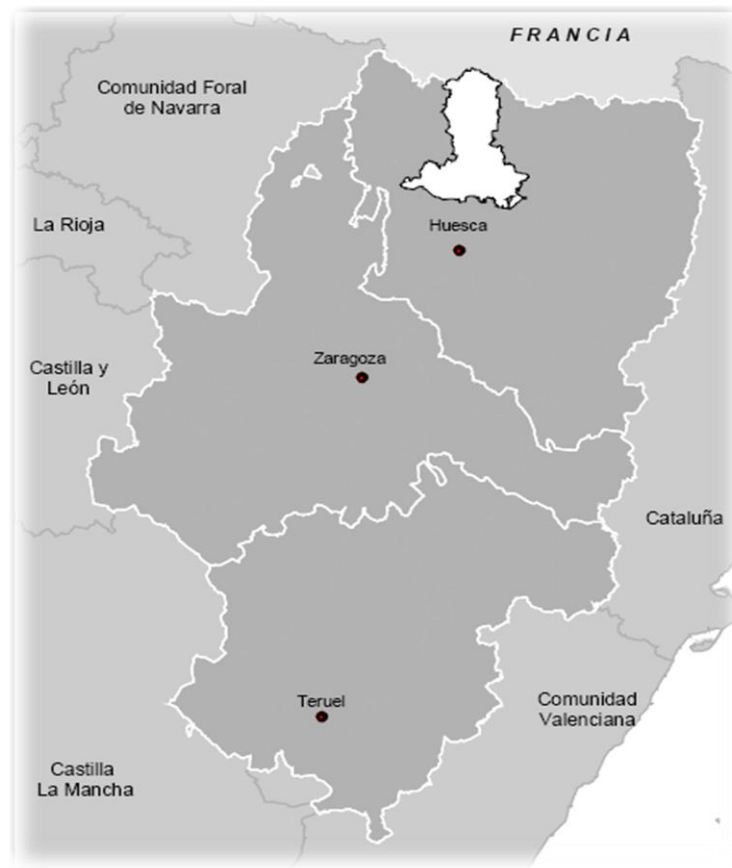 FRANCIA
Comunidad Foral
de Navarra
La Rioja
Huesca
Zaragoza
Castilla y
León
Cataluña
Teruel
Comunidad
Valenciana
Castilla
La Mancha